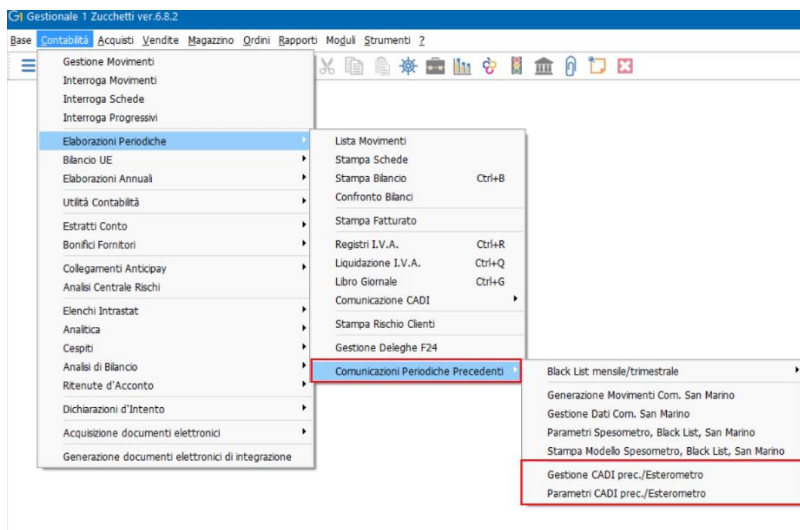 Gestionale 1 Zucchetti ver.6.8.2
Base Contabilità Acquisti Vendite Magazzino Ordini Rapporti Moduli Strumenti ?
Gestione Movimenti
Interroga Movimenti
Interroga Schede
Interroga Progressivi
Elaborazioni Periodiche
Bilancio UE
Elaborazioni Annuali
Utilità Contabilità
Estratti Conto
Bonifici Fornitori
Collegamenti Anticipay
Analisi Centrale Rischi
Elenchi Intrastat
Analitica
Cespiti
Analisi di Bilancio
Ritenute d'Acconto
Dichiarazioni d'Intento
Acquisizione documenti elettronici
Generazione documenti elettronici di integrazione
Lista Movimenti
Stampa Schede
Stampa Bilancio Ctrl+B
Confronto Bilanci
Stampa Fatturato
Registri I.V.A. Ctrl+R
Liquidazione I.V.A. Ctrl+Q
Libro Giornale Ctrl+G
Comunicazione CADI
Stampa Rischio Clienti
Gestione Deleghe F24
Comunicazioni Periodiche Precedenti
Black List mensile/trimestrale
Generazione Movimenti Com. San Marino
Gestione Dati Com. San Marino
Parametri Spesometro, Black List, San Marino
Stampa Modello Spesometro, Black List, San Marino
Gestione CADI prec./Esterometro
Parametri CADI prec./Esterometro